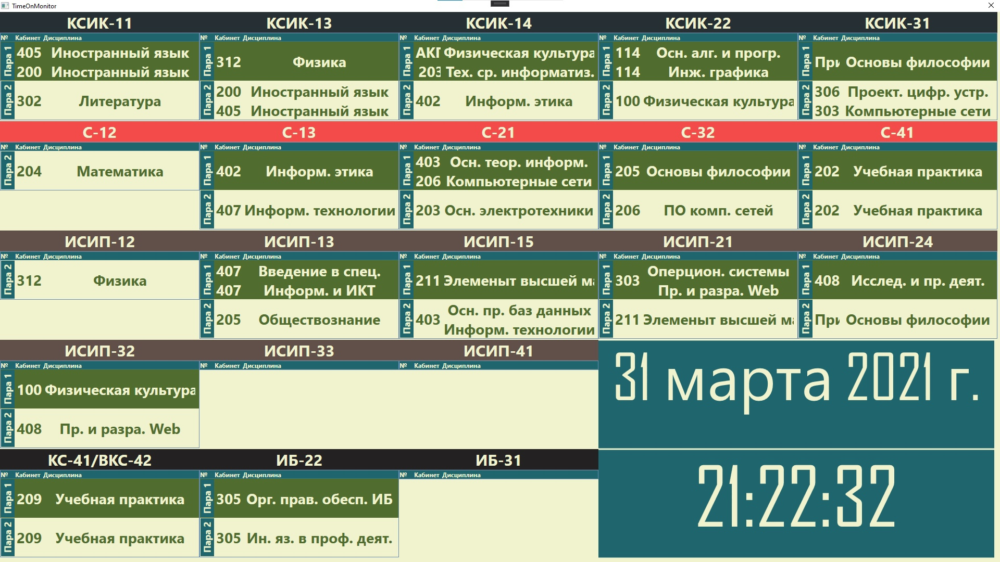 TimeOnMonitor
КСИК-11
№ Кабинет Дисциплина
Пара 1
405 Иностранный язык
200 Иностранный язык
Пара 2
302 Литература
КСИК-13
№ Кабинет Дисциплина
Пара 1
312 Физика
Пара 2
200 Иностранный язык
405 Иностранный язык
КСИК-14
№ Кабинет Дисциплина
Пара 1
Физическая культура
203 Тех. ср. информатиз.
Пара 2
402 Информ. этика
КСИК-22
№ Кабинет Дисциплина
Пара 1
114 Осн. алг. и прогр.
114 Инж. графика
Пара 2
100 Физическая культура
КСИК-31
№ Кабинет Дисциплина
Пара 1
При Основы философии
Пара 2
306 Проект. цифр. устр.
303 Компьютерные сети
С-12
№ Кабинет Дисциплина
Пара 2
204 Математика
С-13
№ Кабинет Дисциплина
Пара 1
402 Информ. этика
Пара 2
407 Информ. технологии
С-21
№ Кабинет Дисциплина
Пара 1
403 Осн. теор. информ.
206 Компьютерные сети
Пара 2
203 Осн. электротехники
С-32
№ Кабинет Дисциплина
Пара 1
205 Основы философии
Пара 2
206 ПО комп. сетей
С-41
№ Кабинет Дисциплина
Пара 1
202 Учебная практика
Пара 2
202 Учебная практика
ИСИП-12
№ Кабинет Дисциплина
Пара 2
312 Физика
ИСИП-13
№ Кабинет Дисциплина
Пара 1
407 Введение в спец.
407 Информ. и ИКТ
Пара 2
205 Обществознание
ИСИП-15
№ Кабинет Дисциплина
Пара 1
211 Элеменыт высшей ма
Пара 2
403 Осн. пр. баз данных
Информ. технологии
ИСИП-21
№ Кабинет Дисциплина
Пара 1
303 Оперцион. системы
Пр. и разра. Web
Пара 2
211 Элеменыт высшей ма
ИСИП-24
№ Кабинет Дисциплина
Пара 1
408 Исслед. и пр. деят.
Пара 2
При Основы философии
ИСИП-32
№ Кабинет Дисциплина
Пара 1
100 Физическая культура
Пара 2
408 Пр. и разра. Web
ИСИП-33
№ Кабинет Дисциплина
ИСИП-41
№ Кабинет Дисциплина
31 марта 2021 г.
КС-41/ВКС-42
№ Кабинет Дисциплина
Пара 1
209 Учебная практика
Пара 2
209 Учебная практика
ИБ-22
№ Кабинет Дисциплина
Пара 1
305 Орг. прав. обесп. ИБ
Пара 2
305 Ин. яз. в проф. деят.
ИБ-31
№ Кабинет Дисциплина
21:22:32